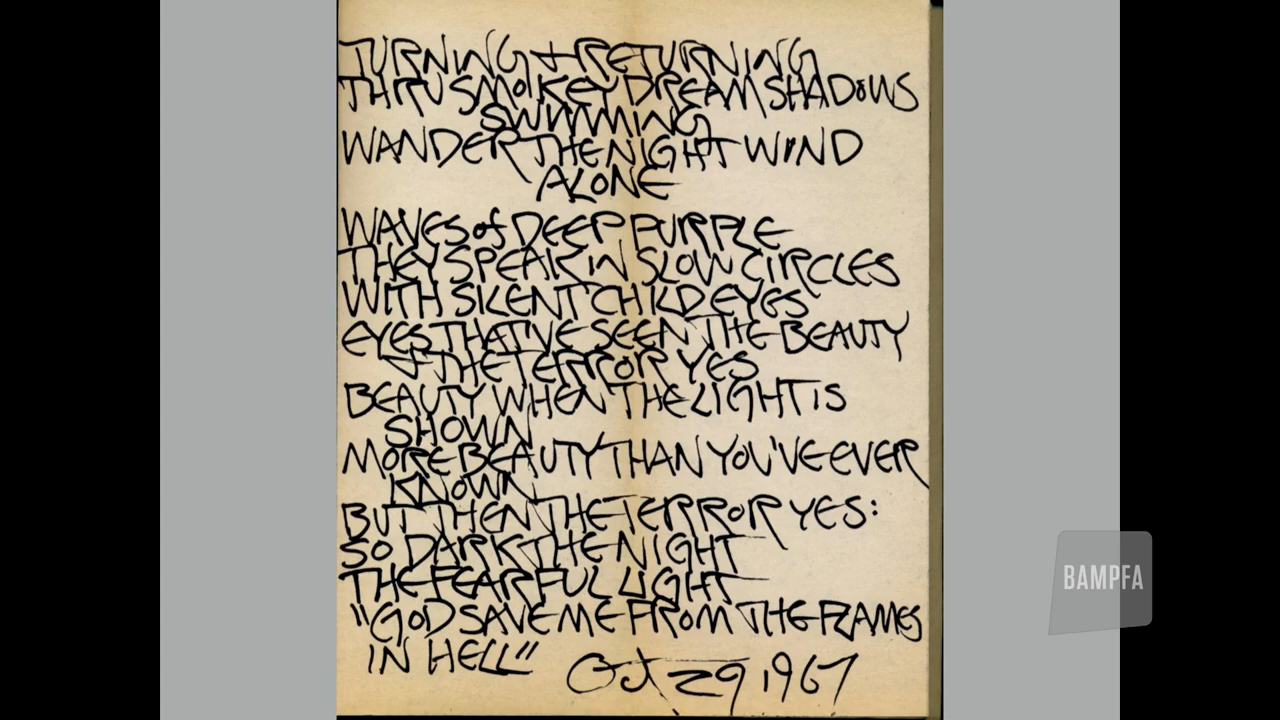 TURNING + RETURNING
THRU SMOKEY DREAM SHADOWS
SWIMMING
WANDER THE NIGHT WIND
ALONE
WAVES of DEEP PURPLE
THEY SPEAK IN SLOW CIRCLES
WITH SILENT CHILD EYES
EYES THAT'VE SEEN THE BEAUTY
+ THE TERROR YES
BEAUTY WHEN THE LIGHT IS
SHOWN
MORE BEAUTY THAN YOU'VE EVER
KNOWN
BUT THEN THE TERROR YES:
SO DARK THE NIGHT
THE FEARFUL LIGHT
"GOD SAVE ME FROM THE FLAMES
IN HELL" Oct 29 1967
BAMPFA